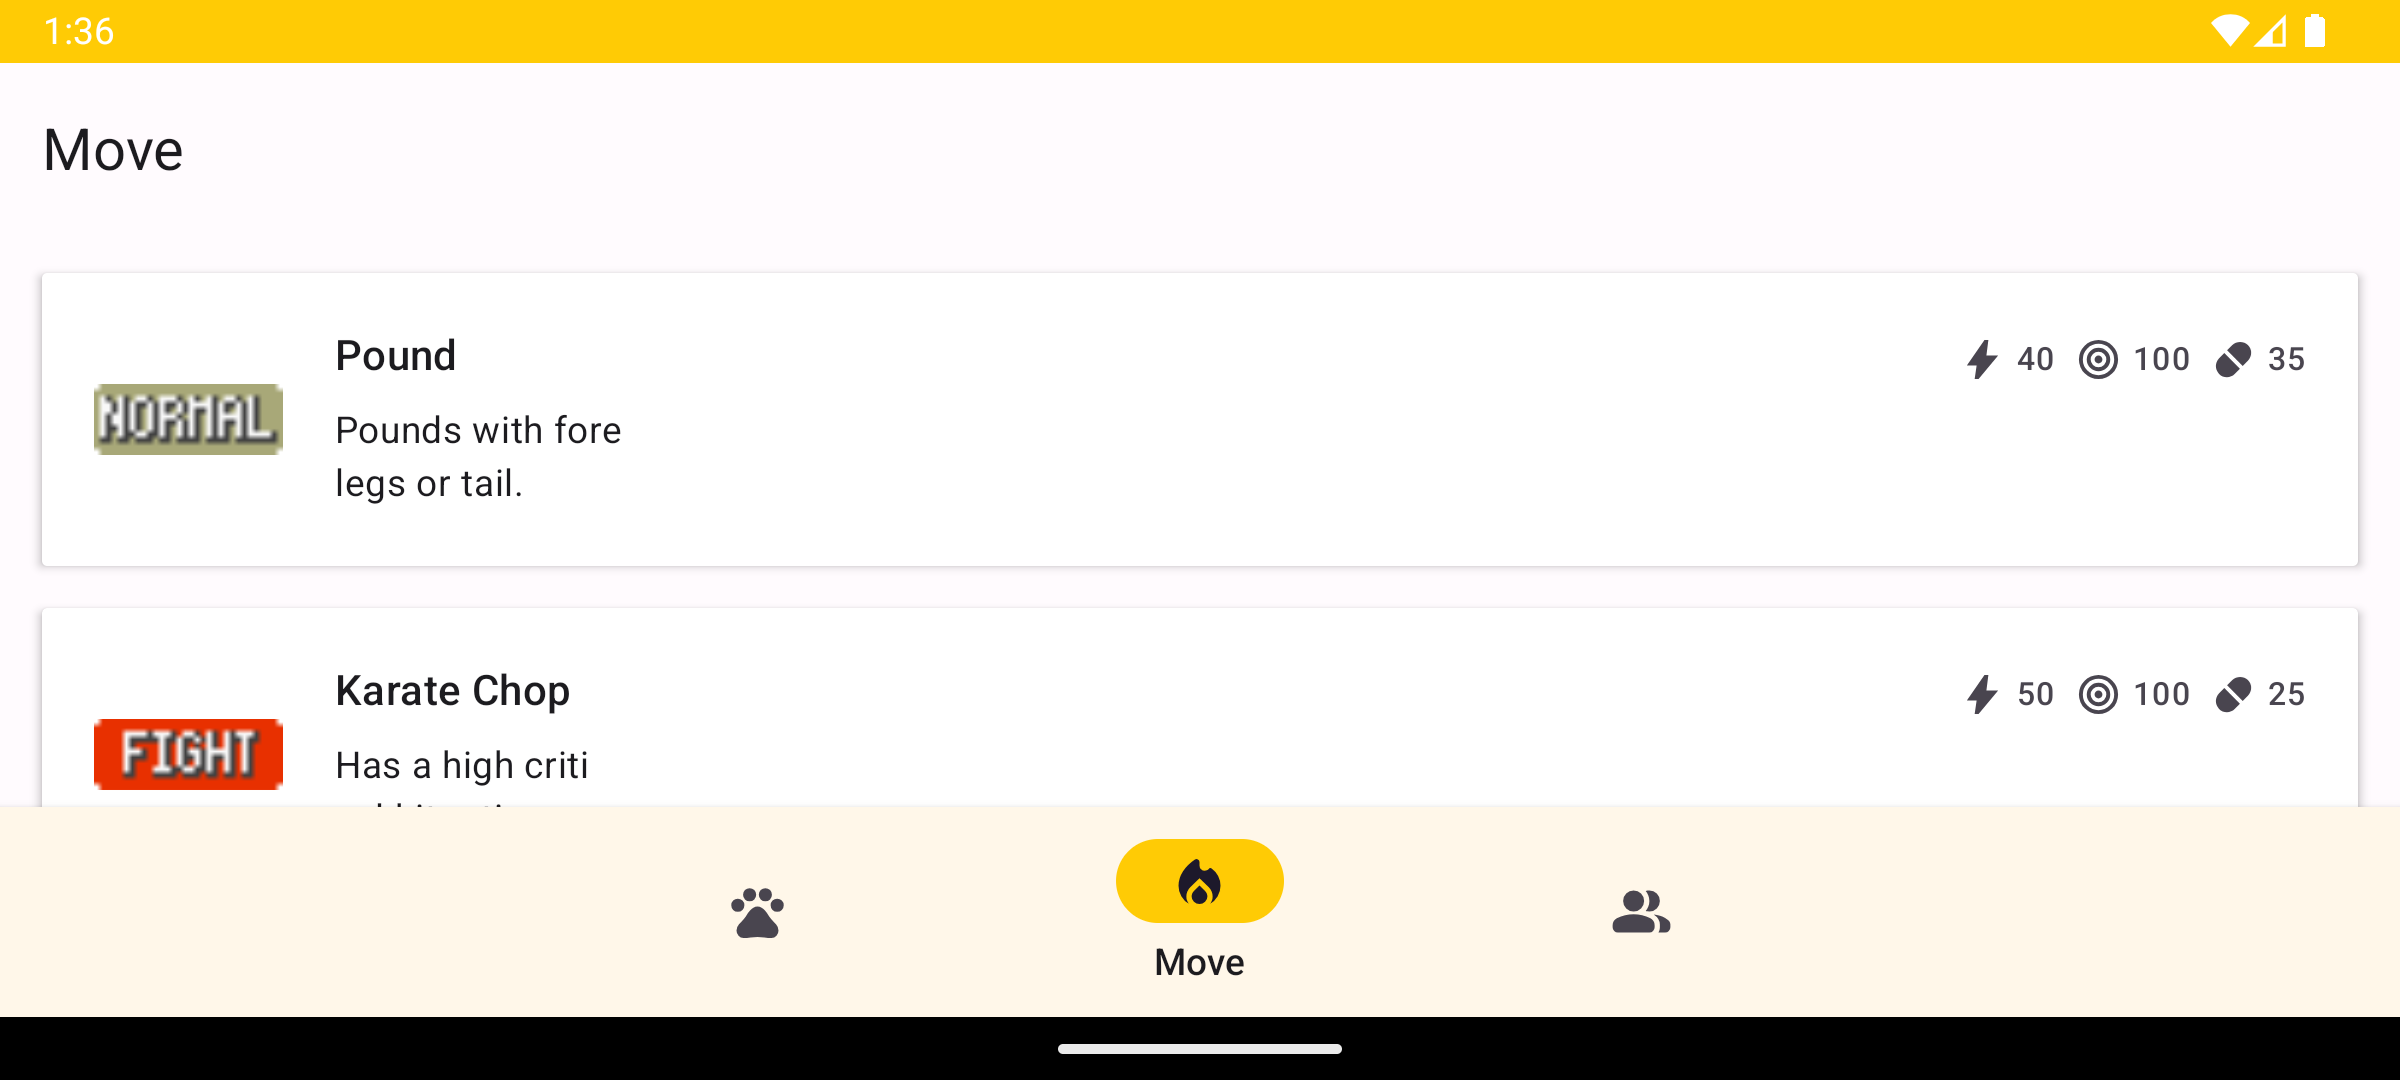 1:36
Move
NORMAL
Pound
40 100 35
Pounds with fore
legs or tail.
FIGHT
Karate Chop
50 100 25
Has a high criti
Move